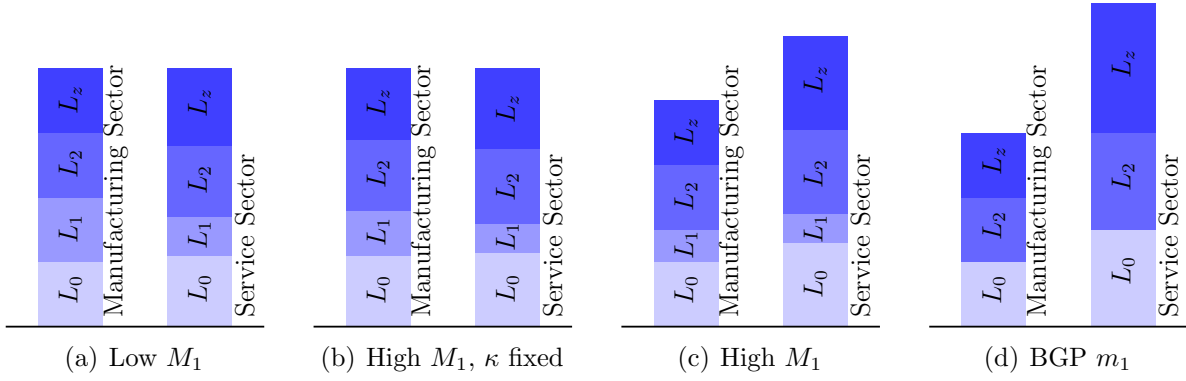 L_z
L_2
L_1
L_0
Manufacturing Sector
L_z
L_2
L_1
L_0
Service Sector
(a) Low M_1
L_z
L_2
L_1
L_0
Manufacturing Sector
L_z
L_2
L_1
L_0
Service Sector
(b) High M_1, κ fixed
L_z
L_2
L_1
L_0
Manufacturing Sector
L_z
L_2
L_1
L_0
Service Sector
(c) High M_1
L_z
L_2
L_0
Manufacturing Sector
L_z
L_2
L_0
Service Sector
(d) BGP m_1